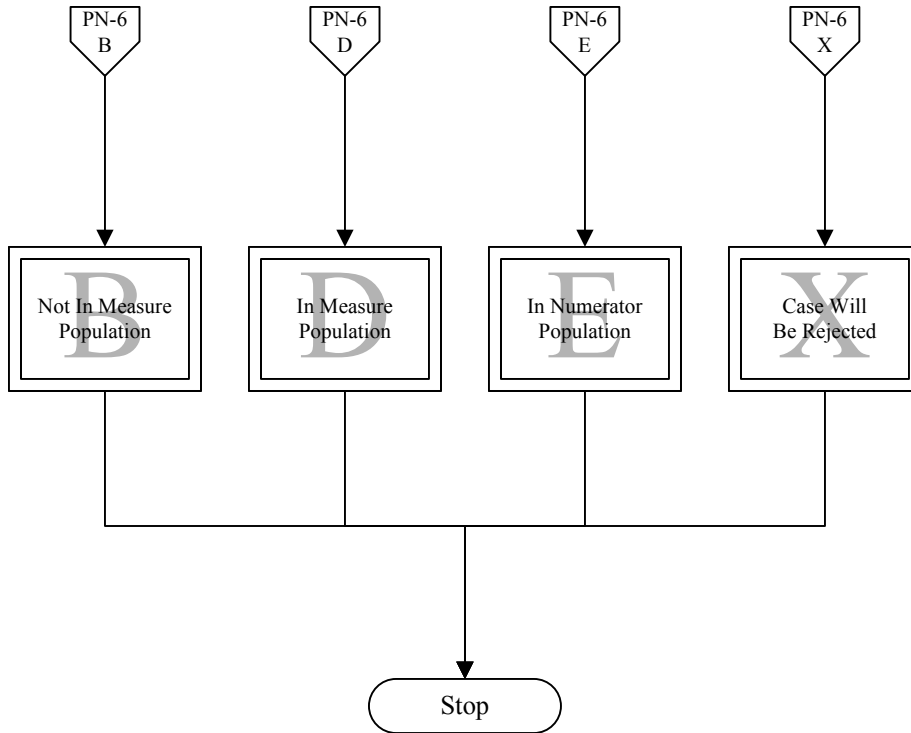 PN-6
B
PN-6
D
PN-6
E
PN-6
X
B
Not In Measure
Population
D
In Measure
Population
E
In Numerator
Population
X
Case Will
Be Rejected
Stop